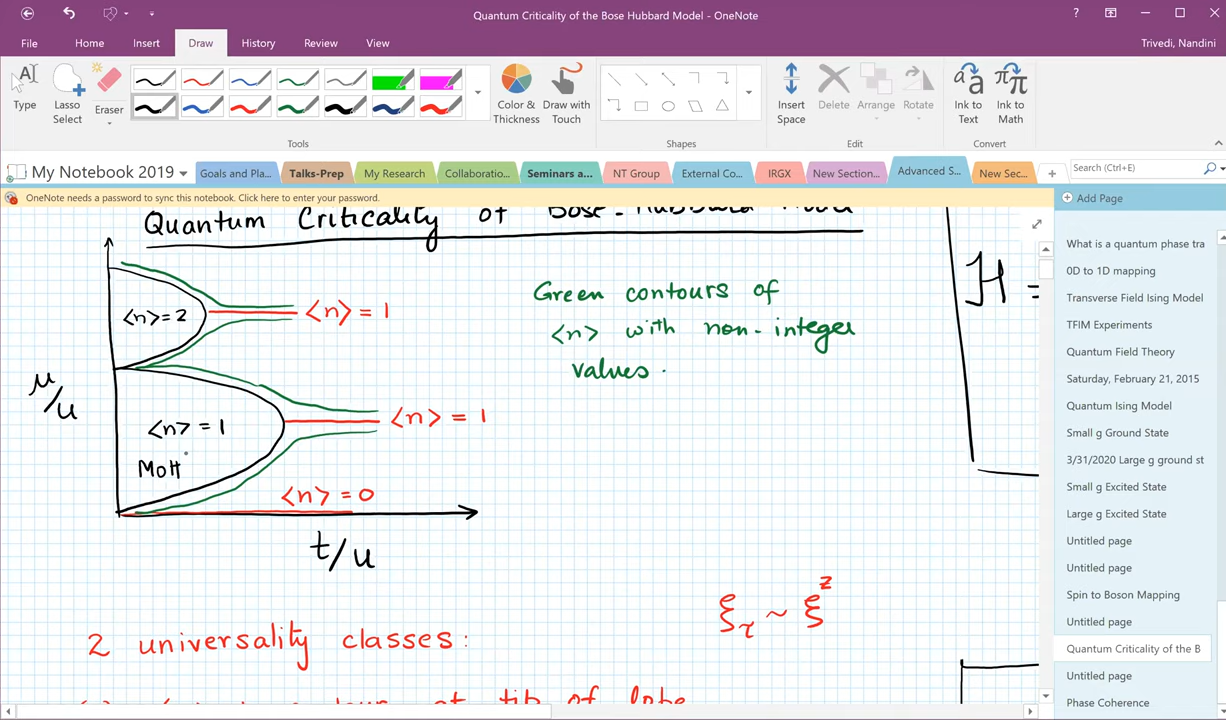 Quantum Criticality of the Bose Hubbard Model - OneNote
File
Home
Insert
Draw
History
Review
View
Trivedi, Nandini
Type
Lasso
Select
Eraser
Color &
Thickness
Draw with
Touch
Insert
Space
Delete
Arrange
Rotate
Ink to
Text
Ink to
Math
Tools
Shapes
Edit
Convert
My Notebook 2019
Goals and Pla...
Talks-Prep
My Research
Collaboratio...
Seminars a...
NT Group
External Co...
IRGX
New Section...
Advanced S...
New Sec...
Search (Ctrl+E)
OneNote needs a password to sync this notebook. Click here to enter your password.
Add Page
Quantum Criticality of Bose-Hubbard Model
<n> = 2
<n> = 1
Green contours of
<n> with non-integer
values.
H =
μ/u
<n> = 1
Mott
<n> = 1
<n> = 0
t/u
ξτ ~ ξ^z
2 universality classes:
at tip of lobe
What is a quantum phase tra
0D to 1D mapping
Transverse Field Ising Model
TFIM Experiments
Quantum Field Theory
Saturday, February 21, 2015
Quantum Ising Model
Small g Ground State
3/31/2020 Large g ground st
Small g Excited State
Large g Excited State
Untitled page
Untitled page
Spin to Boson Mapping
Untitled page
Quantum Criticality of the B
Untitled page
Phase Coherence